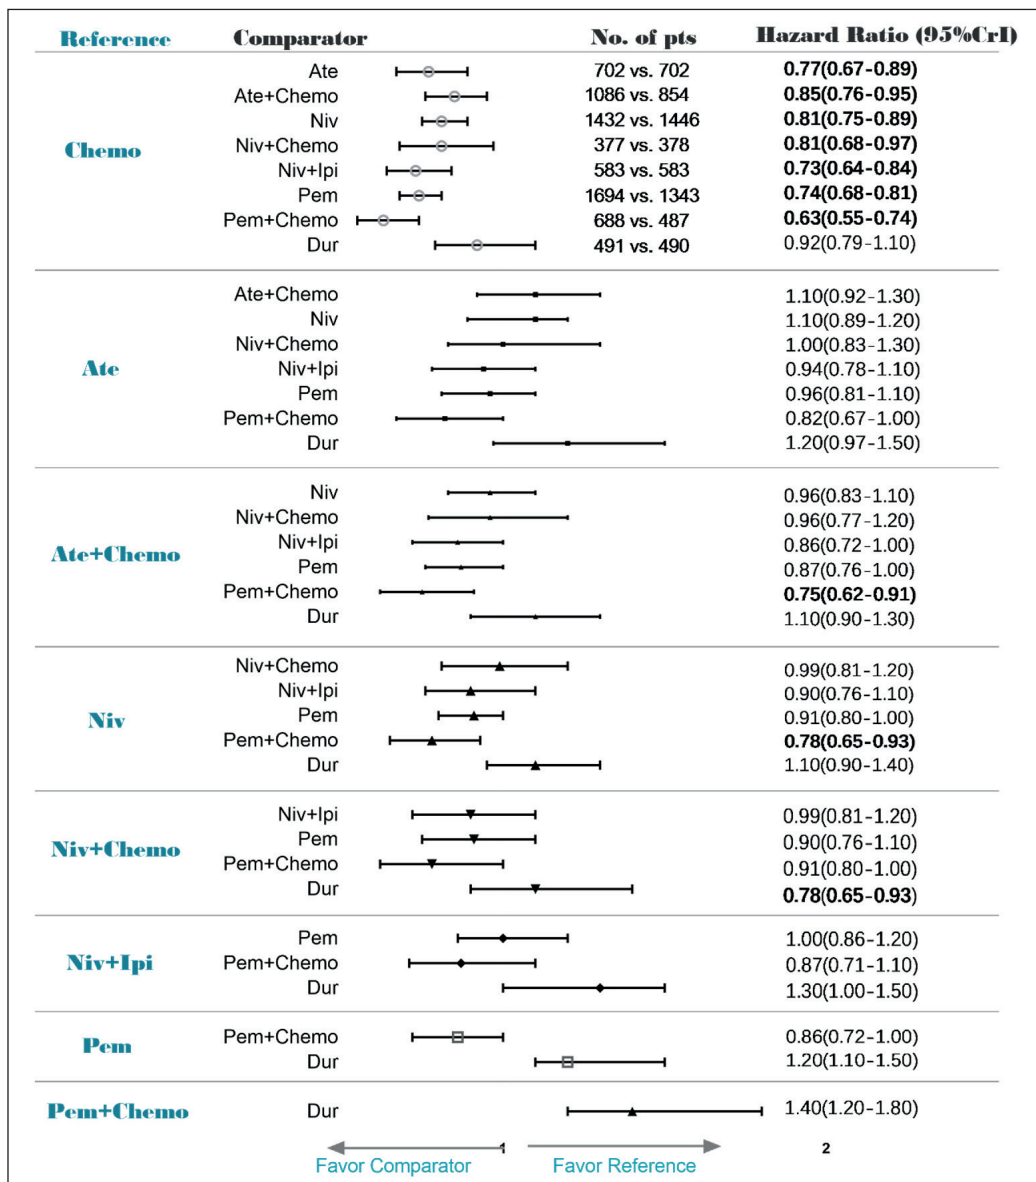 Reference Comparator No. of pts Hazard Ratio (95%CrI)
Chemo
Ate 702 vs. 702 0.77(0.67-0.89)
Ate+Chemo 1086 vs. 854 0.85(0.76-0.95)
Niv 1432 vs. 1446 0.81(0.75-0.89)
Niv+Chemo 377 vs. 378 0.81(0.68-0.97)
Niv+Ipi 583 vs. 583 0.73(0.64-0.84)
Pem 1694 vs. 1343 0.74(0.68-0.81)
Pem+Chemo 688 vs. 487 0.63(0.55-0.74)
Dur 491 vs. 490 0.92(0.79-1.10)
Ate
Ate+Chemo 1.10(0.92-1.30)
Niv 1.10(0.89-1.20)
Niv+Chemo 1.00(0.83-1.30)
Niv+Ipi 0.94(0.78-1.10)
Pem 0.96(0.81-1.10)
Pem+Chemo 0.82(0.67-1.00)
Dur 1.20(0.97-1.50)
Ate+Chemo
Niv 0.96(0.83-1.10)
Niv+Chemo 0.96(0.77-1.20)
Niv+Ipi 0.86(0.72-1.00)
Pem 0.87(0.76-1.00)
Pem+Chemo 0.75(0.62-0.91)
Dur 1.10(0.90-1.30)
Niv
Niv+Chemo 0.99(0.81-1.20)
Niv+Ipi 0.90(0.76-1.10)
Pem 0.91(0.80-1.00)
Pem+Chemo 0.78(0.65-0.93)
Dur 1.10(0.90-1.40)
Niv+Chemo
Niv+Ipi 0.99(0.81-1.20)
Pem 0.90(0.76-1.10)
Pem+Chemo 0.91(0.80-1.00)
Dur 0.78(0.65-0.93)
Niv+Ipi
Pem 1.00(0.86-1.20)
Pem+Chemo 0.87(0.71-1.10)
Dur 1.30(1.00-1.50)
Pem
Pem+Chemo 0.86(0.72-1.00)
Dur 1.20(1.10-1.50)
Pem+Chemo
Dur 1.40(1.20-1.80)
1 2
Favor Comparator Favor Reference